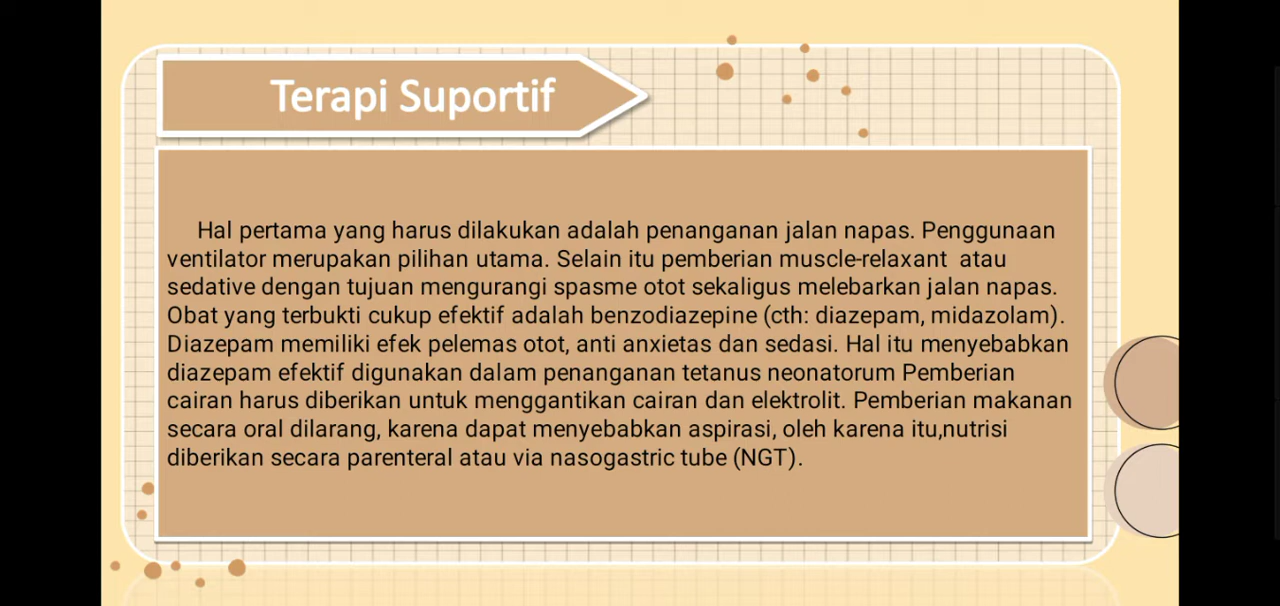 Terapi Suportif
Hal pertama yang harus dilakukan adalah penanganan jalan napas. Penggunaan
ventilator merupakan pilihan utama. Selain itu pemberian muscle-relaxant atau
sedative dengan tujuan mengurangi spasme otot sekaligus melebarkan jalan napas.
Obat yang terbukti cukup efektif adalah benzodiazepine (cth: diazepam, midazolam).
Diazepam memiliki efek pelemas otot, anti anxietas dan sedasi. Hal itu menyebabkan
diazepam efektif digunakan dalam penanganan tetanus neonatorum Pemberian
cairan harus diberikan untuk menggantikan cairan dan elektrolit. Pemberian makanan
secara oral dilarang, karena dapat menyebabkan aspirasi, oleh karena itu,nutrisi
diberikan secara parenteral atau via nasogastric tube (NGT).